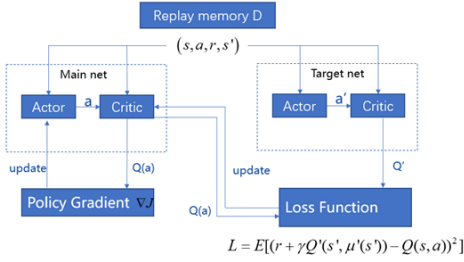 Replay memory D
(s,a,r,s')
Main net
Target net
Actor
a
Critic
Actor
a'
Critic
update
Q(a)
update
Q'
Policy Gradient ∇J
Q(a)
Loss Function
L = E[(r + γQ'(s', μ'(s')) − Q(s,a))²]